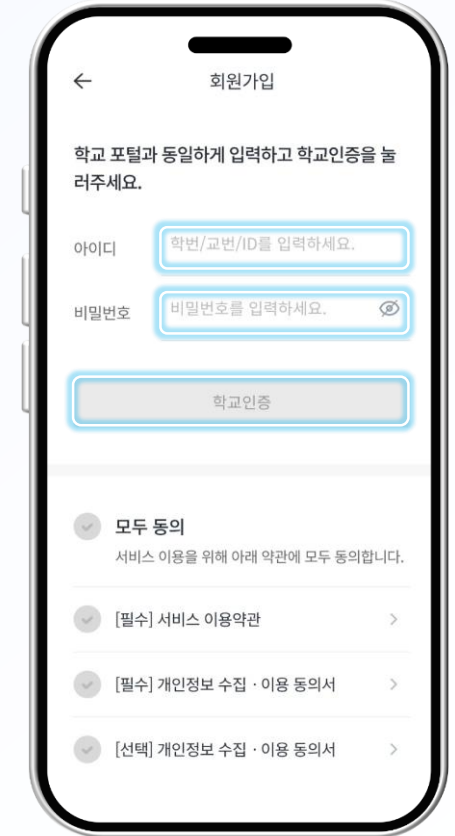 회원가입
학교 포털과 동일하게 입력하고 학교인증을 눌
러주세요.
아이디 학번/교번/ID를 입력하세요.
비밀번호 비밀번호를 입력하세요.
학교인증
모두 동의
서비스 이용을 위해 아래 약관에 모두 동의합니다.
[필수] 서비스 이용약관
[필수] 개인정보 수집 · 이용 동의서
[선택] 개인정보 수집 · 이용 동의서